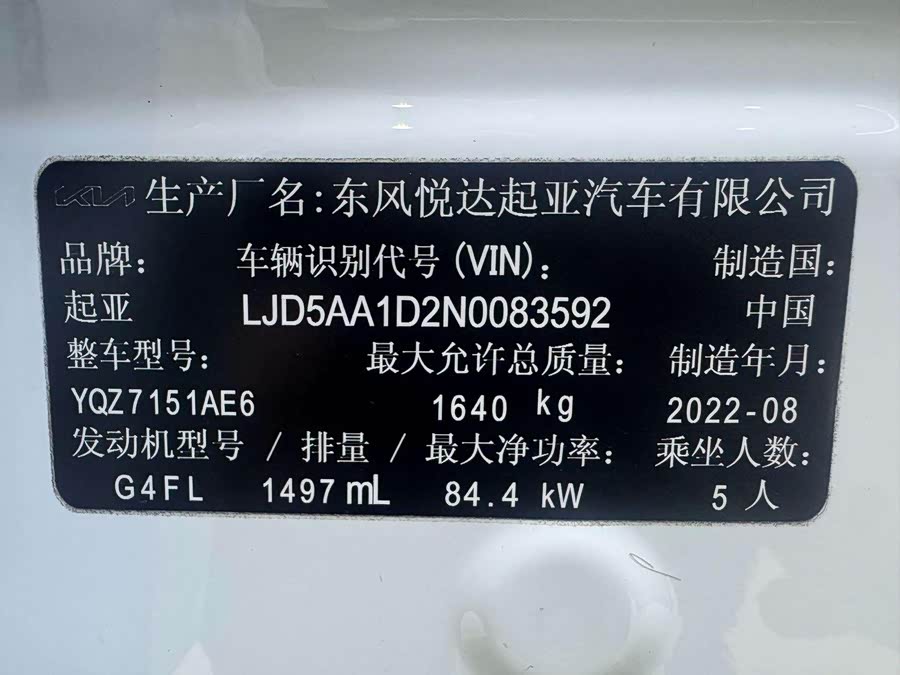 KIA 生产厂名:东风悦达起亚汽车有限公司
品牌: 车辆识别代号(VIN): 制造国:
起亚 LJD5AA1D2N0083592 中国
整车型号: 最大允许总质量: 制造年月:
YQZ7151AE6 1640 kg 2022-08
发动机型号 / 排量 / 最大净功率: 乘坐人数:
G4FL 1497 mL 84.4 kW 5 人